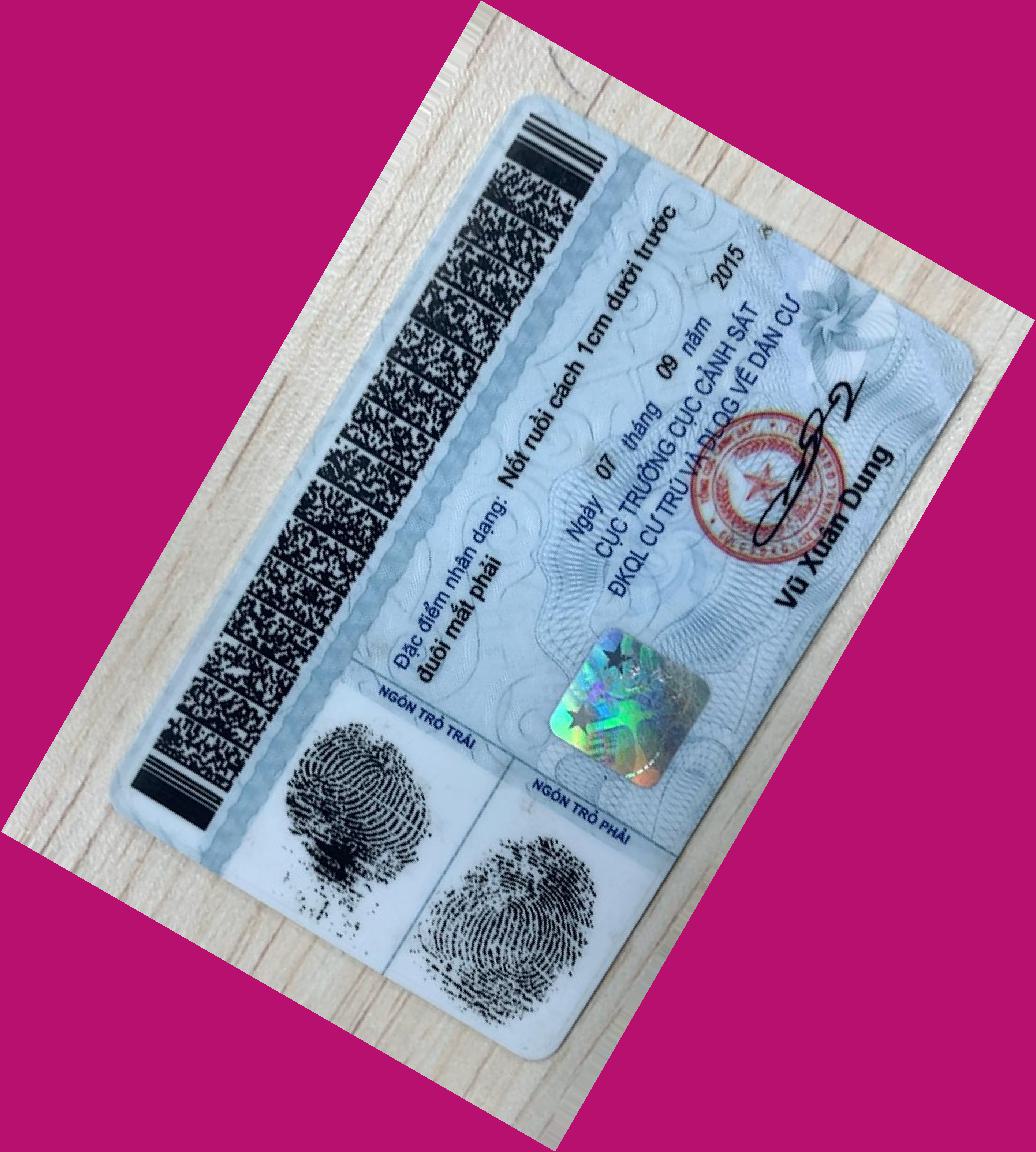 Đặc điểm nhân dạng: Nốt ruồi cách 1cm dưới trước
đuôi mắt phải
Ngày 07 tháng 09 năm 2015
CỤC TRƯỞNG CỤC CẢNH SÁT
ĐKQL CƯ TRÚ VÀ DLQG VỀ DÂN CƯ
Vũ Xuân Dung
NGÓN TRỎ TRÁI
NGÓN TRỎ PHẢI